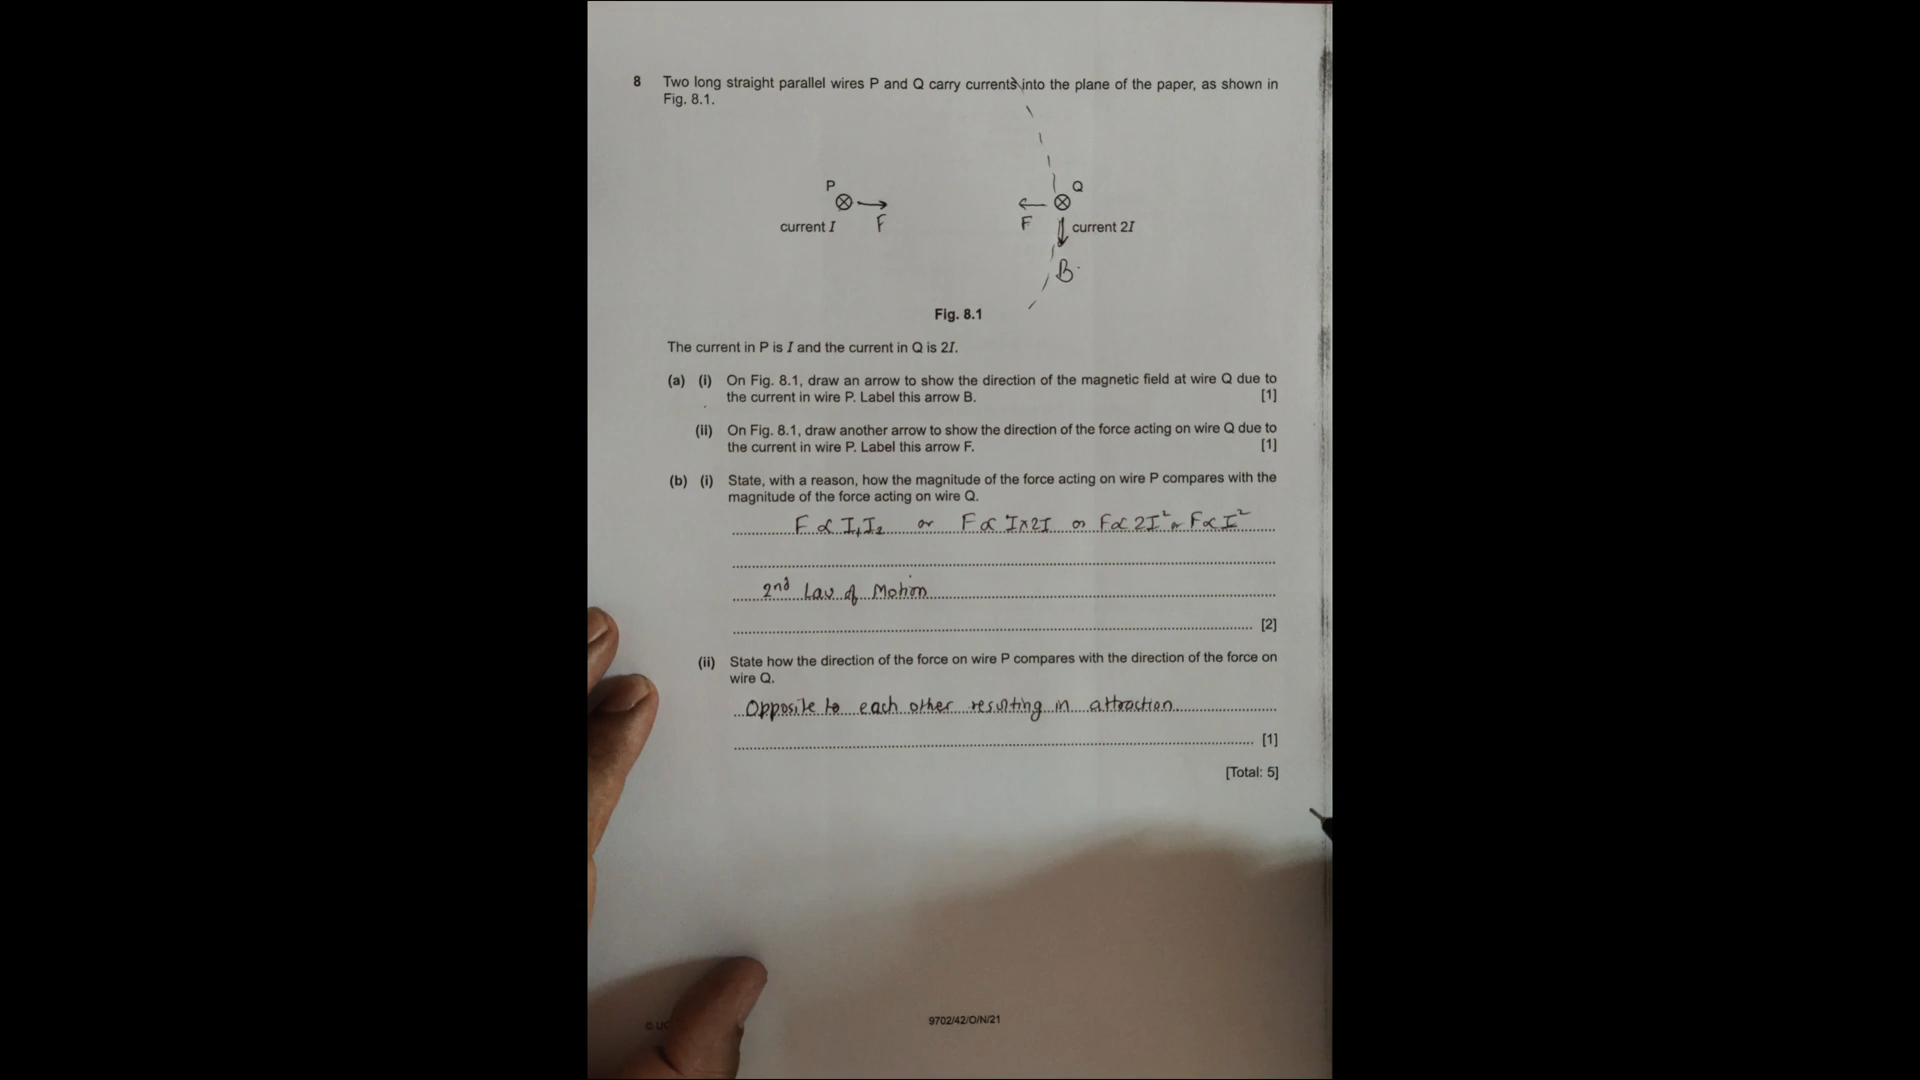 8 Two long straight parallel wires P and Q carry currents into the plane of the paper, as shown in
Fig. 8.1.
P
Q
current I
F
F
current 2I
B
Fig. 8.1
The current in P is I and the current in Q is 2I.
(a) (i) On Fig. 8.1, draw an arrow to show the direction of the magnetic field at wire Q due to
the current in wire P. Label this arrow B. [1]
(ii) On Fig. 8.1, draw another arrow to show the direction of the force acting on wire Q due to
the current in wire P. Label this arrow F. [1]
(b) (i) State, with a reason, how the magnitude of the force acting on wire P compares with the
magnitude of the force acting on wire Q.
F ∝ I₁I₂ or F ∝ I×2I or F∝ 2I² or F∝I²
2nd Law of Motion
[2]
(ii) State how the direction of the force on wire P compares with the direction of the force on
wire Q.
Opposite to each other resulting in attraction
[1]
[Total: 5]
9702/42/O/N/21